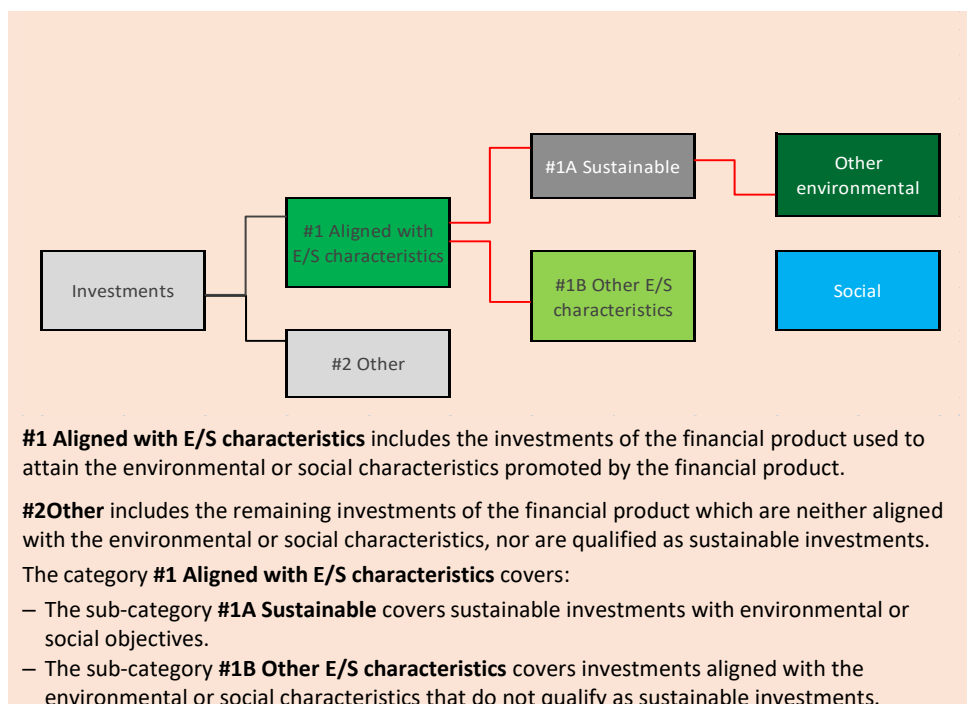 #1A Sustainable
Other
environmental
#1 Aligned with
E/S characteristics
Investments
#1B Other E/S
characteristics
Social
#2 Other
#1 Aligned with E/S characteristics includes the investments of the financial product used to
attain the environmental or social characteristics promoted by the financial product.
#2Other includes the remaining investments of the financial product which are neither aligned
with the environmental or social characteristics, nor are qualified as sustainable investments.
The category #1 Aligned with E/S characteristics covers:
– The sub-category #1A Sustainable covers sustainable investments with environmental or
social objectives.
– The sub-category #1B Other E/S characteristics covers investments aligned with the
environmental or social characteristics that do not qualify as sustainable investments.